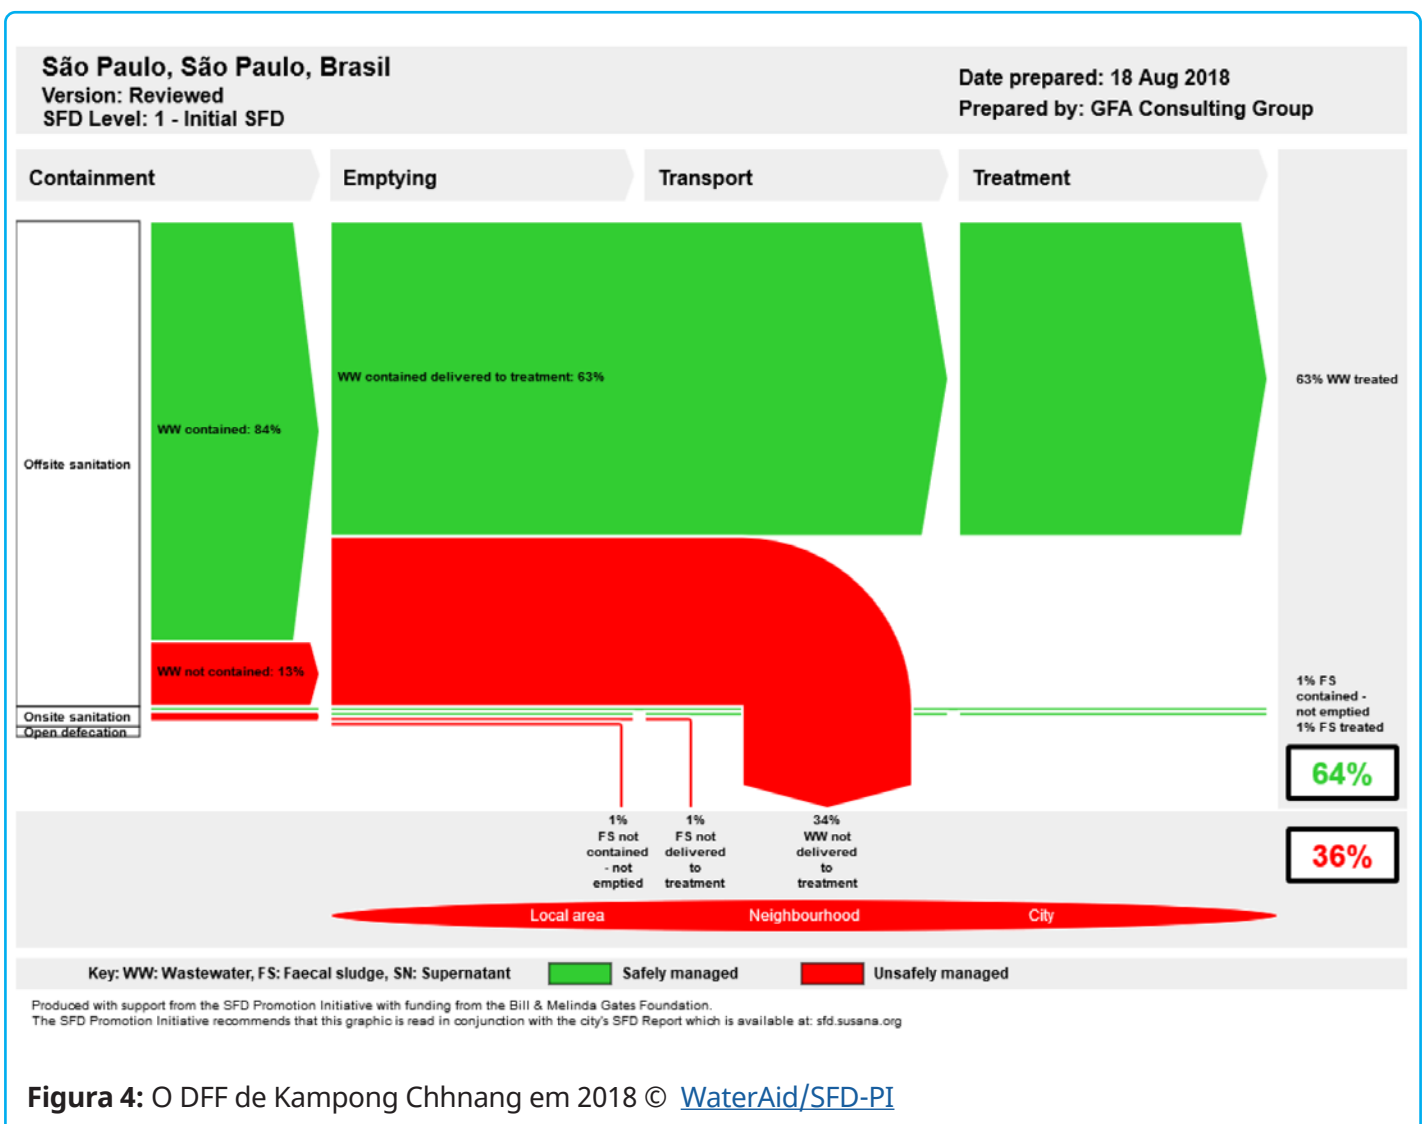 São Paulo, São Paulo, Brasil
Version: Reviewed
SFD Level: 1 - Initial SFD
Date prepared: 18 Aug 2018
Prepared by: GFA Consulting Group
Containment
Emptying
Transport
Treatment
Offsite sanitation
Onsite sanitation
Open defecation
WW contained: 84%
WW not contained: 13%
WW contained delivered to treatment: 63%
63% WW treated
1% FS
contained -
not emptied
1% FS treated
64%
36%
1%
FS not
contained
- not
emptied
1%
FS not
delivered
to
treatment
34%
WW not
delivered
to
treatment
Local area
Neighbourhood
City
Key: WW: Wastewater, FS: Faecal sludge, SN: Supernatant
Safely managed
Unsafely managed
Produced with support from the SFD Promotion Initiative with funding from the Bill & Melinda Gates Foundation.
The SFD Promotion Initiative recommends that this graphic is read in conjunction with the city's SFD Report which is available at: sfd.susana.org
Figura 4: O DFF de Kampong Chhnang em 2018 © WaterAid/SFD-PI